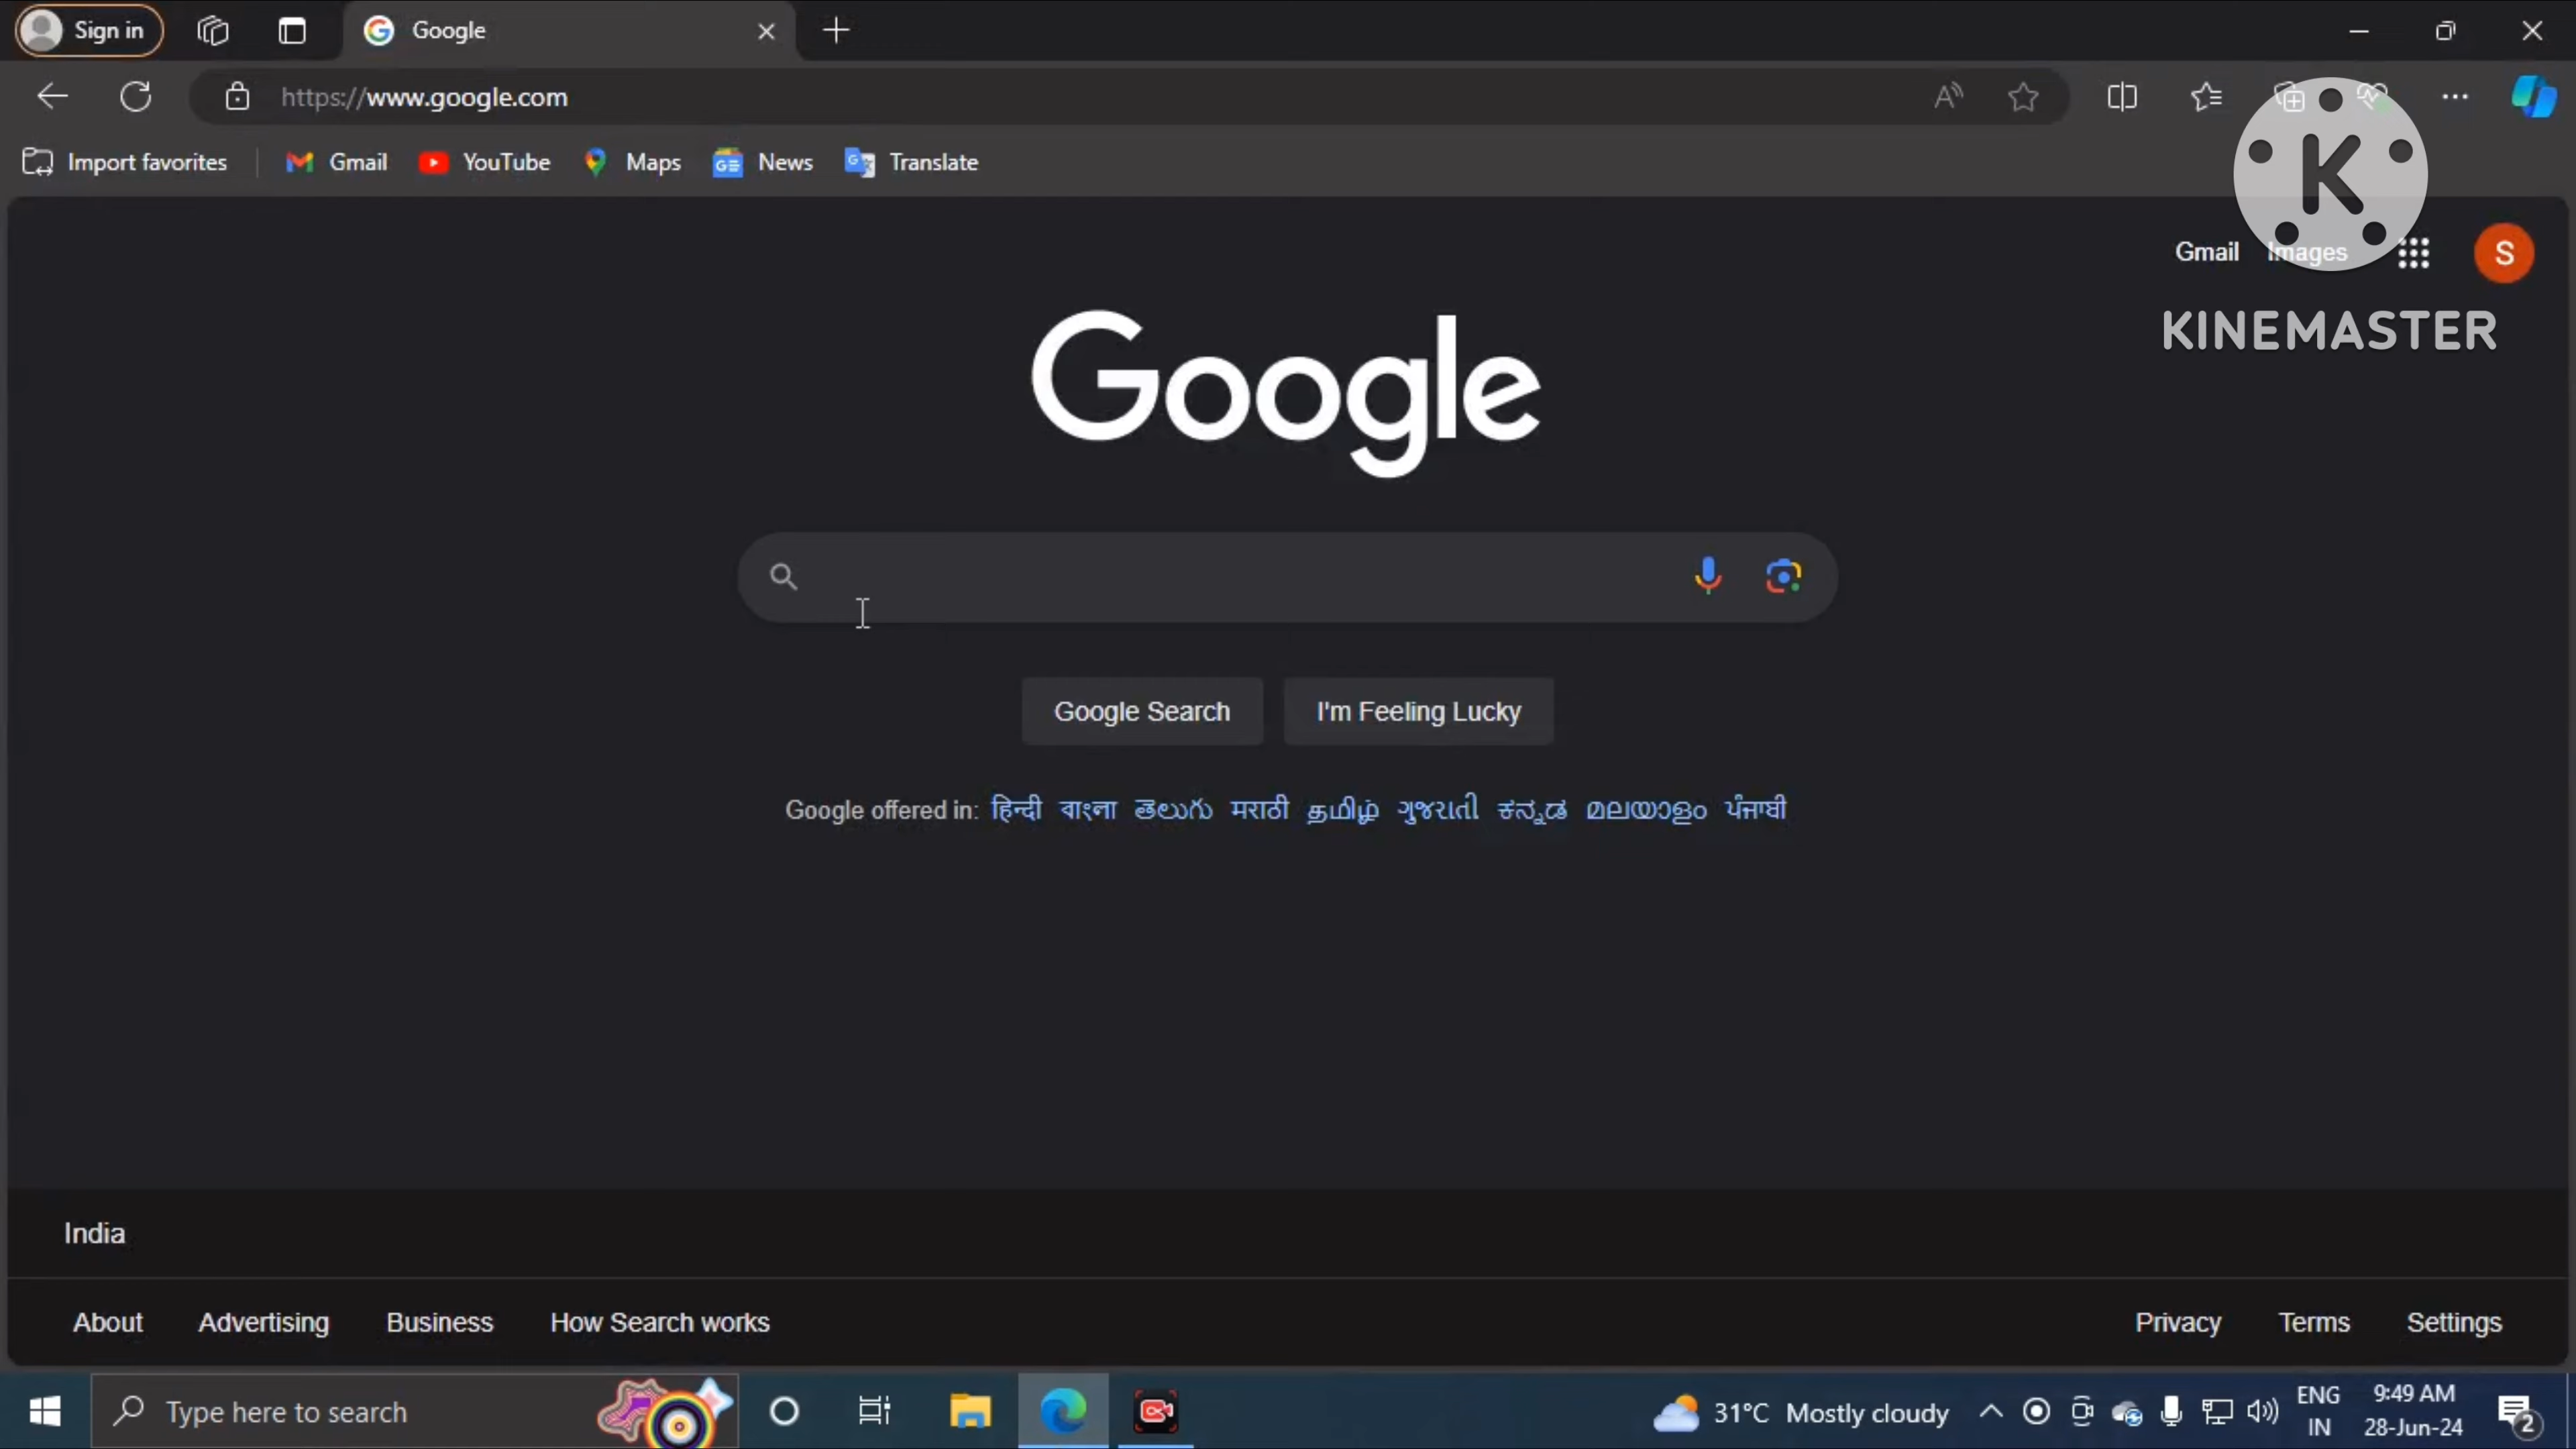 Sign in
Google
https://www.google.com
Import favorites
Gmail
YouTube
Maps
News
Translate
K
Gmail Images
S
KINEMASTER
Google
Google Search
I'm Feeling Lucky
Google offered in: हिन्दी বাংলা తెలుగు मराठी தமிழ் ગુજરાતી ಕನ್ನಡ മലയാളം ਪੰਜਾਬੀ
India
About Advertising Business How Search works
Privacy Terms Settings
Type here to search
31°C Mostly cloudy
ENG
IN
9:49 AM
28-Jun-24
2